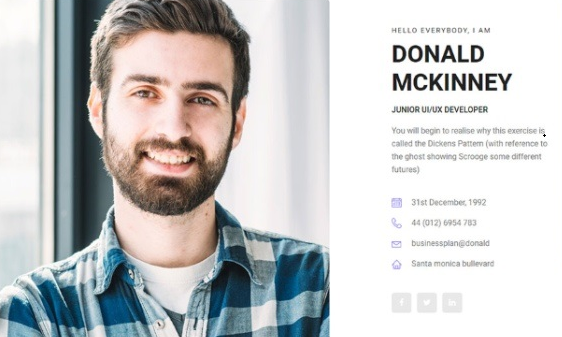 HELLO EVERYBODY, I AM
DONALD
MCKINNEY
JUNIOR UI/UX DEVELOPER
You will begin to realise why this exercise is
called the Dickens Pattern (with reference to
the ghost showing Scrooge some different
futures)
31st December, 1992
44 (012) 6954 783
businessplan@donald
Santa monica bullevard